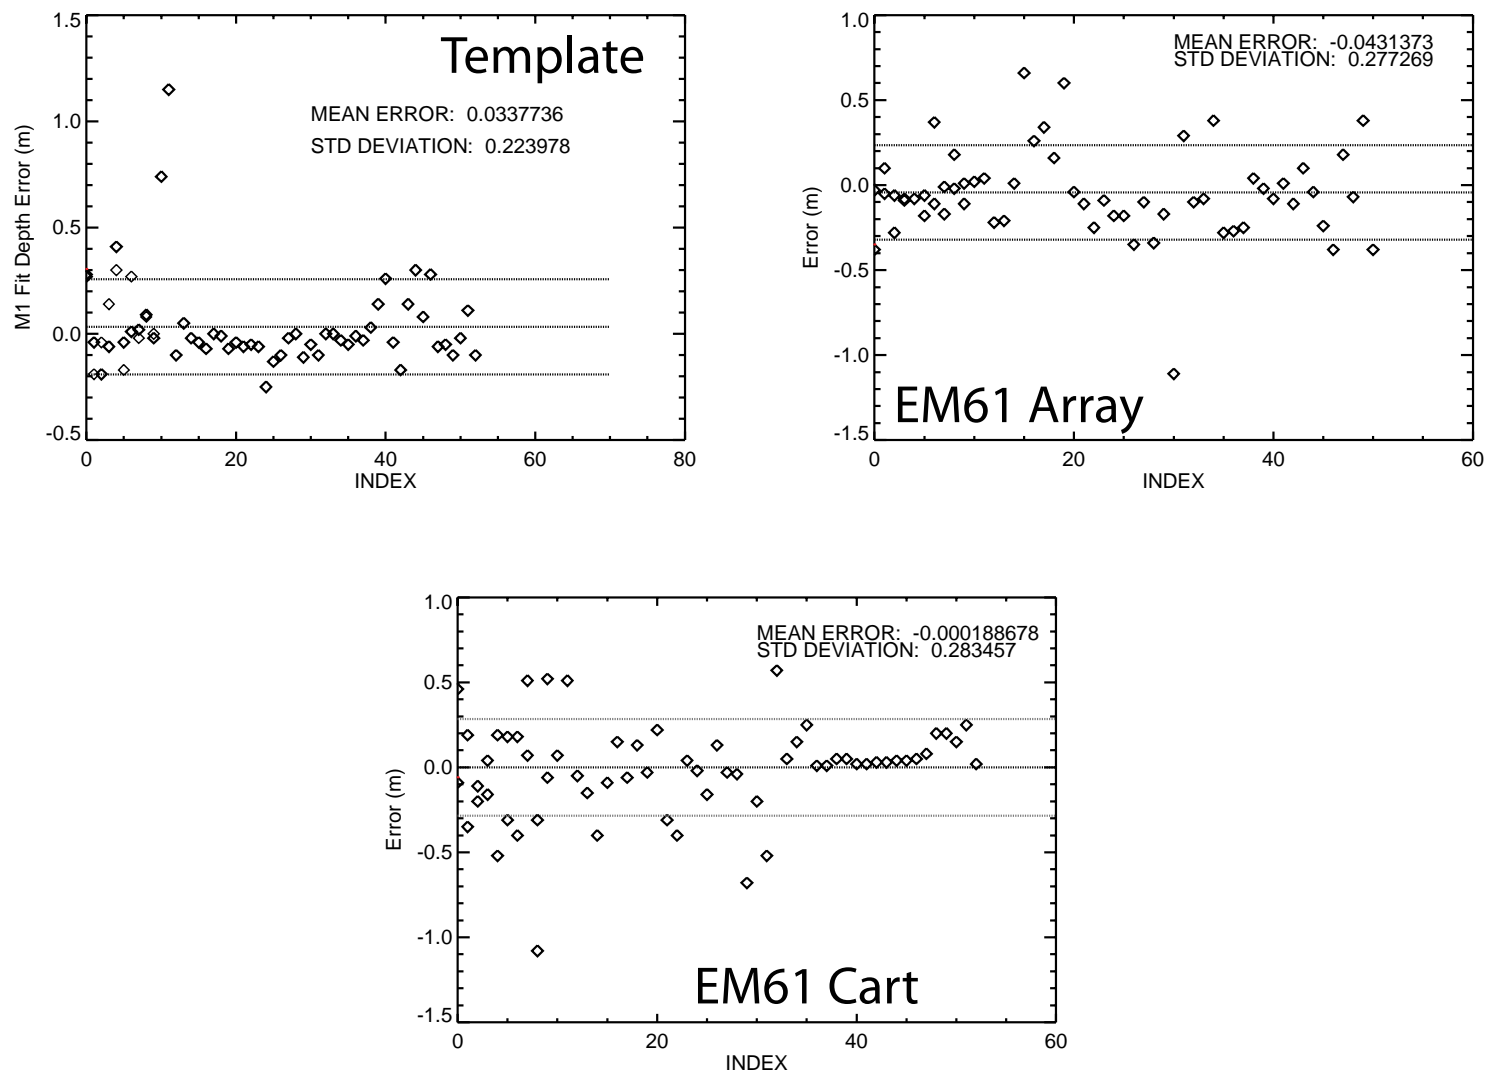 Template
MEAN ERROR: 0.0337736
STD DEVIATION: 0.223978
M1 Fit Depth Error (m)
1.5
1.0
0.5
0.0
-0.5
0 20 40 60 80
INDEX
MEAN ERROR: -0.0431373
STD DEVIATION: 0.277269
Error (m)
1.0
0.5
0.0
-0.5
-1.0
-1.5
EM61 Array
0 20 40 60
INDEX
MEAN ERROR: -0.000188678
STD DEVIATION: 0.283457
Error (m)
1.0
0.5
0.0
-0.5
-1.0
-1.5
EM61 Cart
0 20 40 60
INDEX